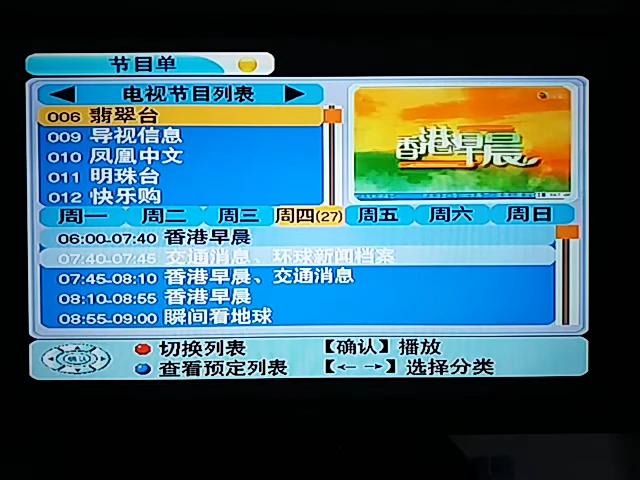 节目单
电视节目列表
006 翡翠台
009 导视信息
010 凤凰中文
011 明珠台
012 快乐购
香港早晨
周一 周二 周三 周四(27) 周五 周六 周日
06:00-07:40 香港早晨
07:40-07:45 交通消息、环球新闻档案
07:45-08:10 香港早晨、交通消息
08:10-08:55 香港早晨
08:55-09:00 瞬间看地球
确认
切换列表 【确认】播放
查看预定列表 【←→】选择分类